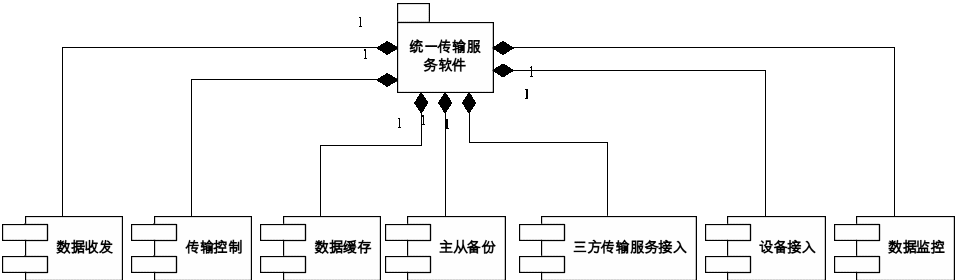 1
统一传输服
务软件
1
1
1
1
1
1
数据收发
传输控制
数据缓存
主从备份
三方传输服务接入
设备接入
数据监控